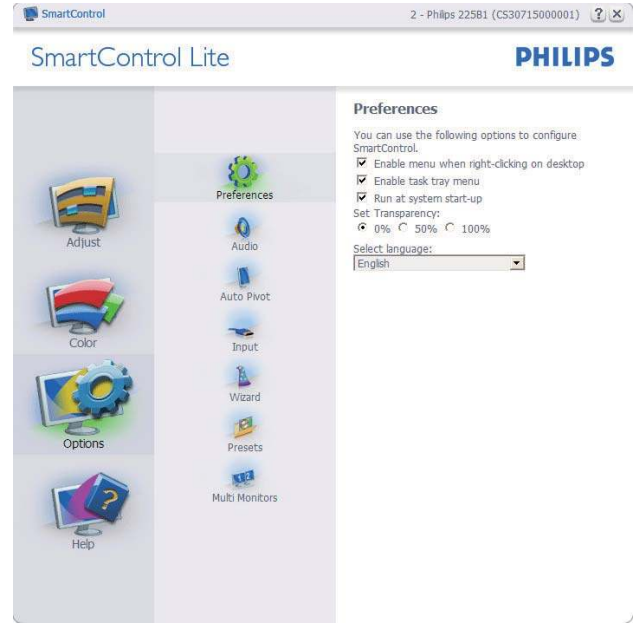 SmartControl
2 - Philips 225B1 (CS30715000001)
?
SmartControl Lite
PHILIPS
Adjust
Color
Options
?
Help
Preferences
Audio
Auto Pivot
Input
Wizard
Presets
1 2
Multi Monitors
Preferences
You can use the following options to configure
SmartControl.
Enable menu when right-clicking on desktop
Enable task tray menu
Run at system start-up
Set Transparency:
0% 50% 100%
Select language:
English